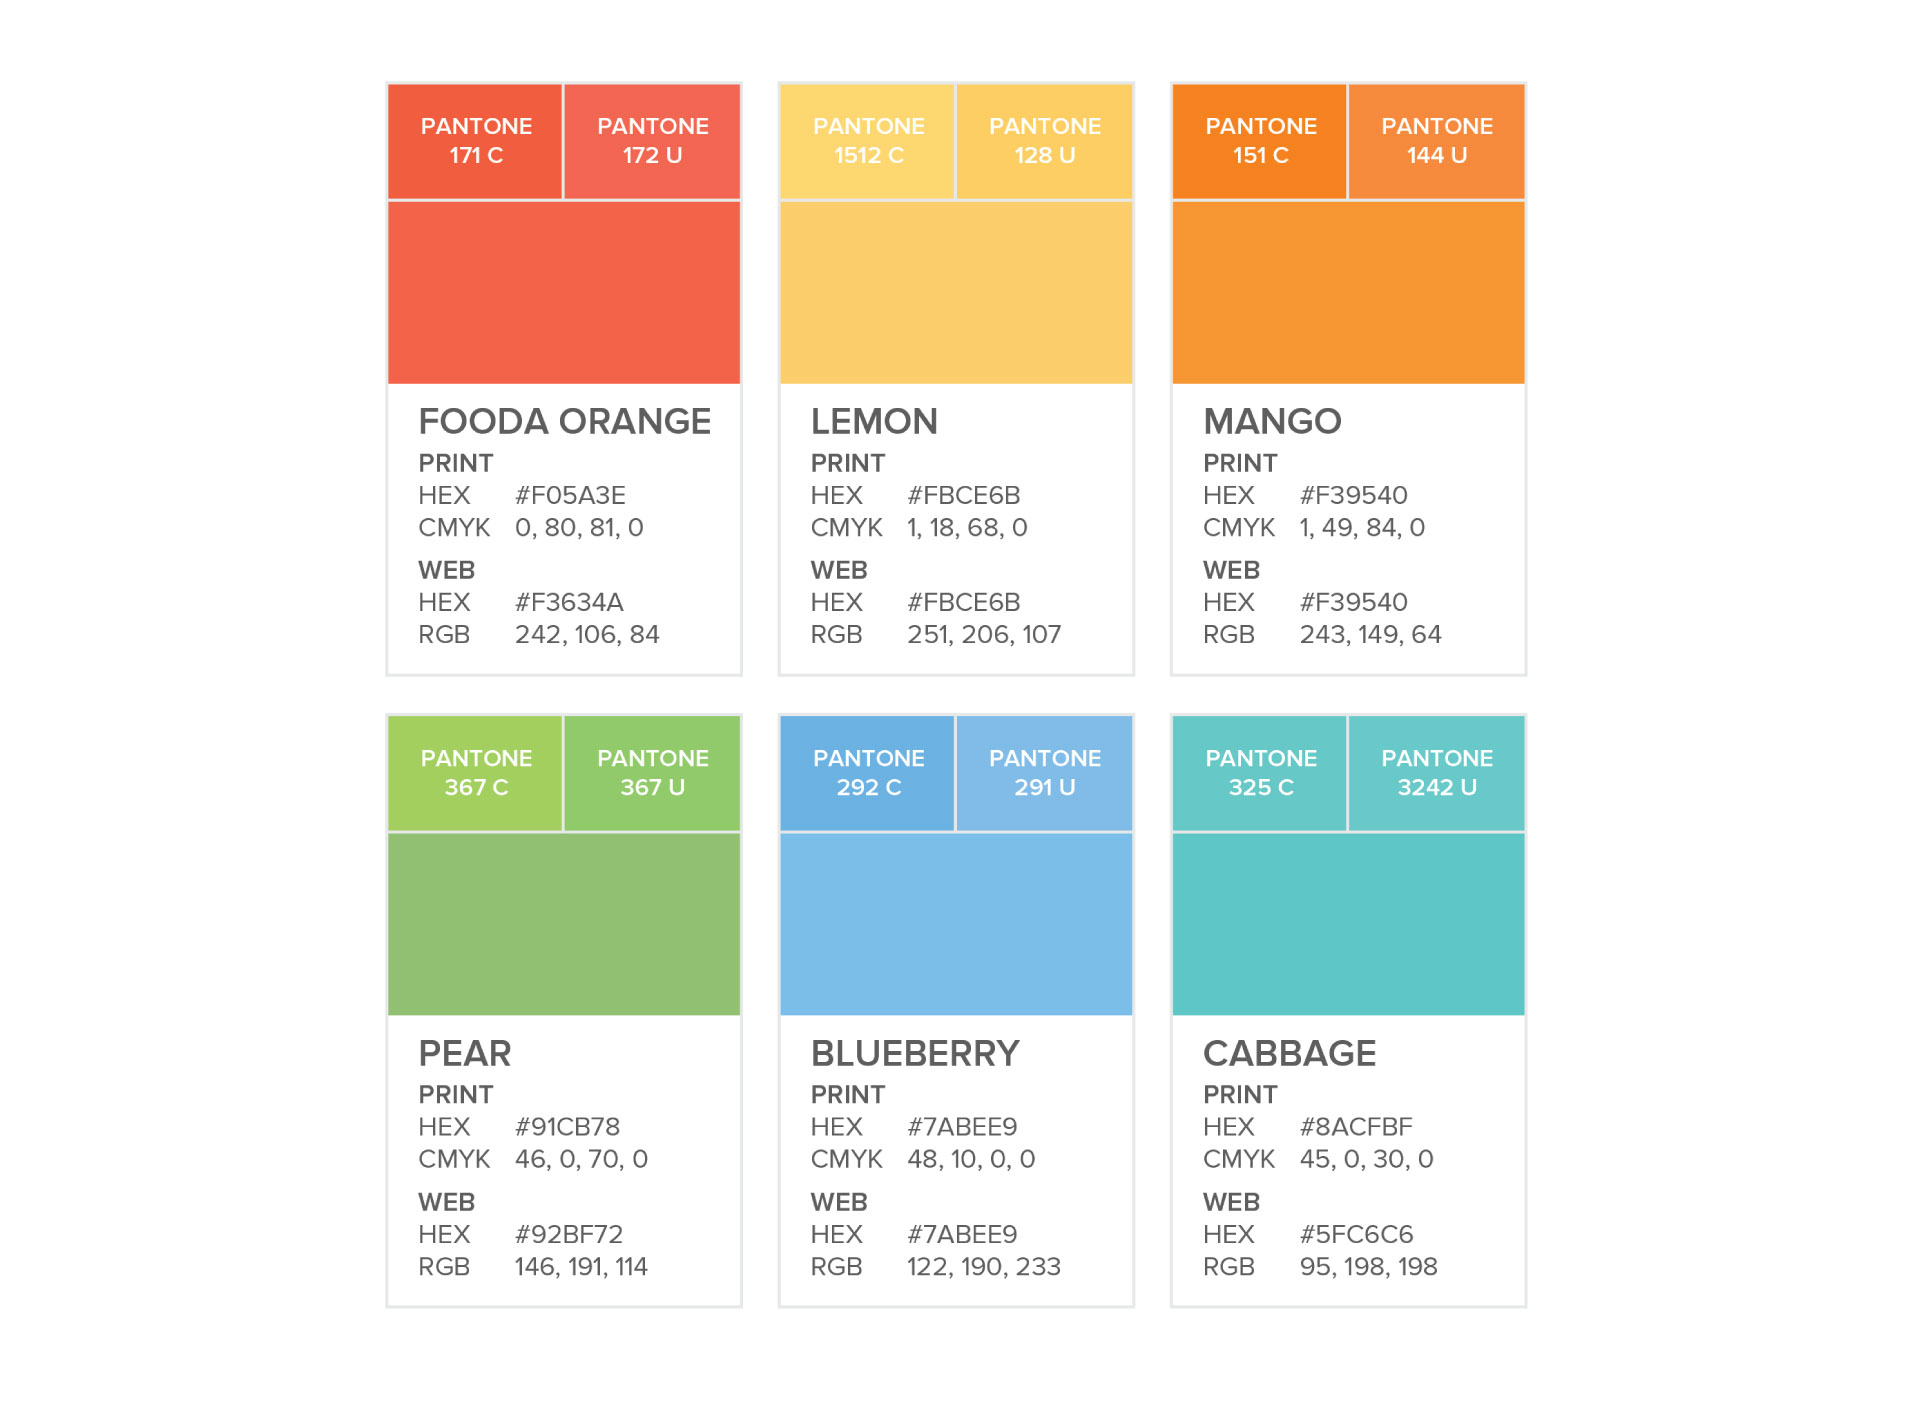 PANTONE
171 C
PANTONE
172 U
FOODA ORANGE
PRINT
HEX #F05A3E
CMYK 0, 80, 81, 0
WEB
HEX #F3634A
RGB 242, 106, 84
PANTONE
1512 C
PANTONE
128 U
LEMON
PRINT
HEX #FBCE6B
CMYK 1, 18, 68, 0
WEB
HEX #FBCE6B
RGB 251, 206, 107
PANTONE
151 C
PANTONE
144 U
MANGO
PRINT
HEX #F39540
CMYK 1, 49, 84, 0
WEB
HEX #F39540
RGB 243, 149, 64
PANTONE
367 C
PANTONE
367 U
PEAR
PRINT
HEX #91CB78
CMYK 46, 0, 70, 0
WEB
HEX #92BF72
RGB 146, 191, 114
PANTONE
292 C
PANTONE
291 U
BLUEBERRY
PRINT
HEX #7ABEE9
CMYK 48, 10, 0, 0
WEB
HEX #7ABEE9
RGB 122, 190, 233
PANTONE
325 C
PANTONE
3242 U
CABBAGE
PRINT
HEX #8ACFBF
CMYK 45, 0, 30, 0
WEB
HEX #5FC6C6
RGB 95, 198, 198